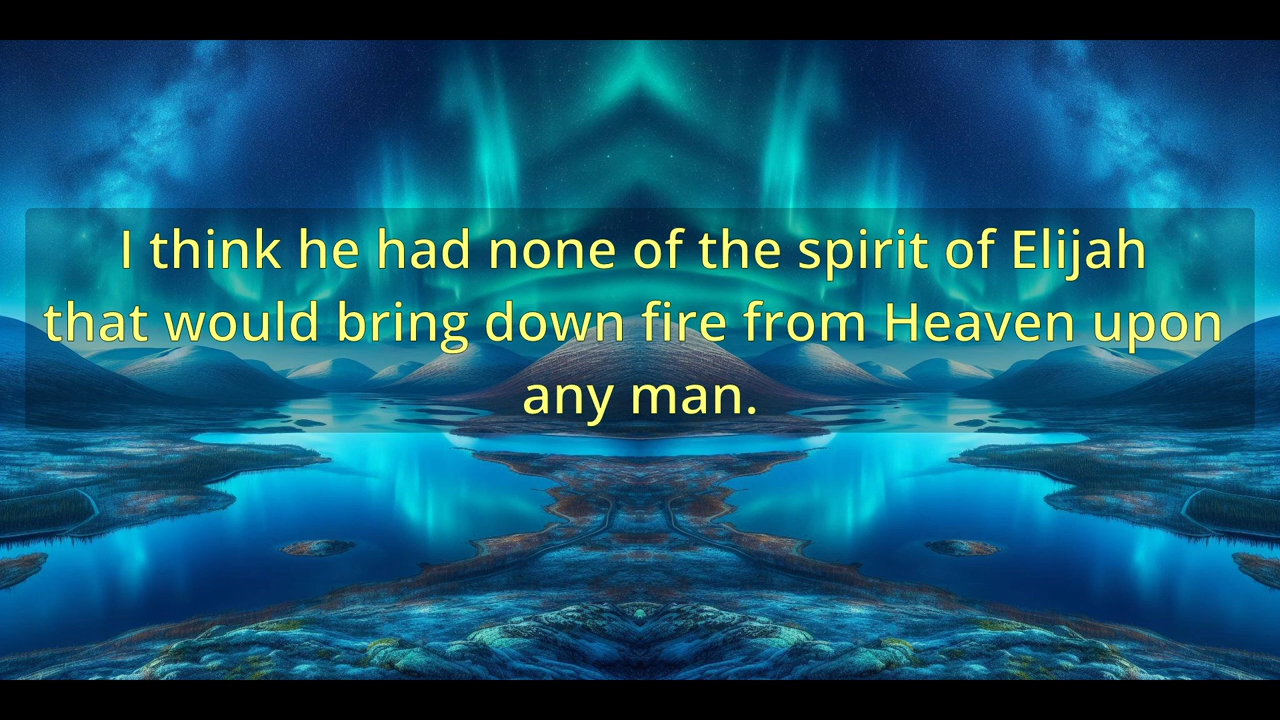 I think he had none of the spirit of Elijah
that would bring down fire from Heaven upon
any man.